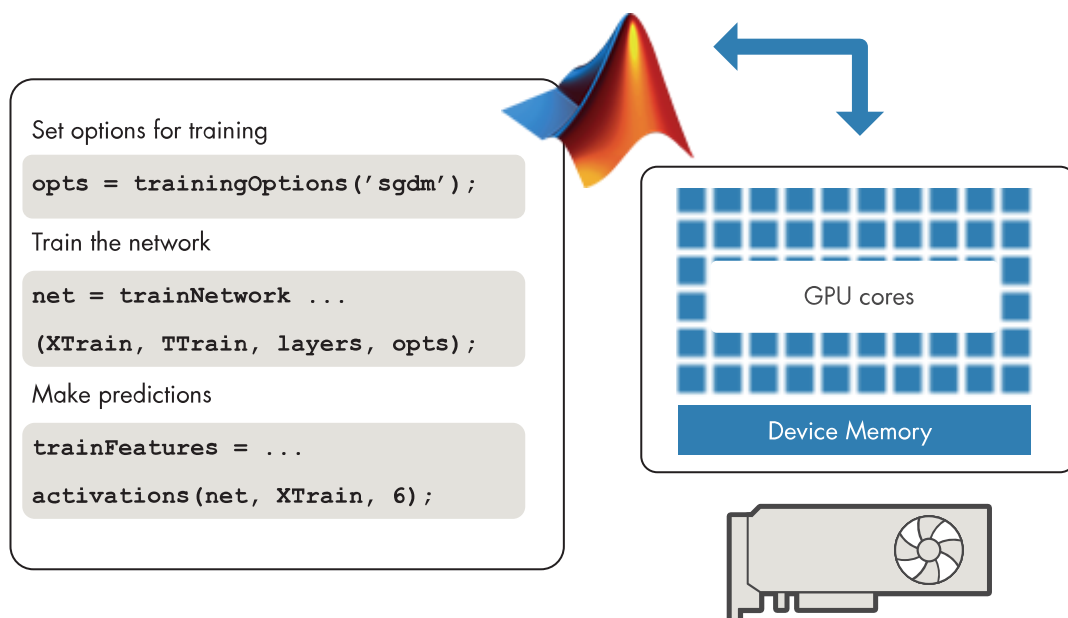 Set options for training
opts = trainingOptions('sgdm');
Train the network
net = trainNetwork ...
(XTrain, TTrain, layers, opts);
Make predictions
trainFeatures = ...
activations(net, XTrain, 6);
GPU cores
Device Memory